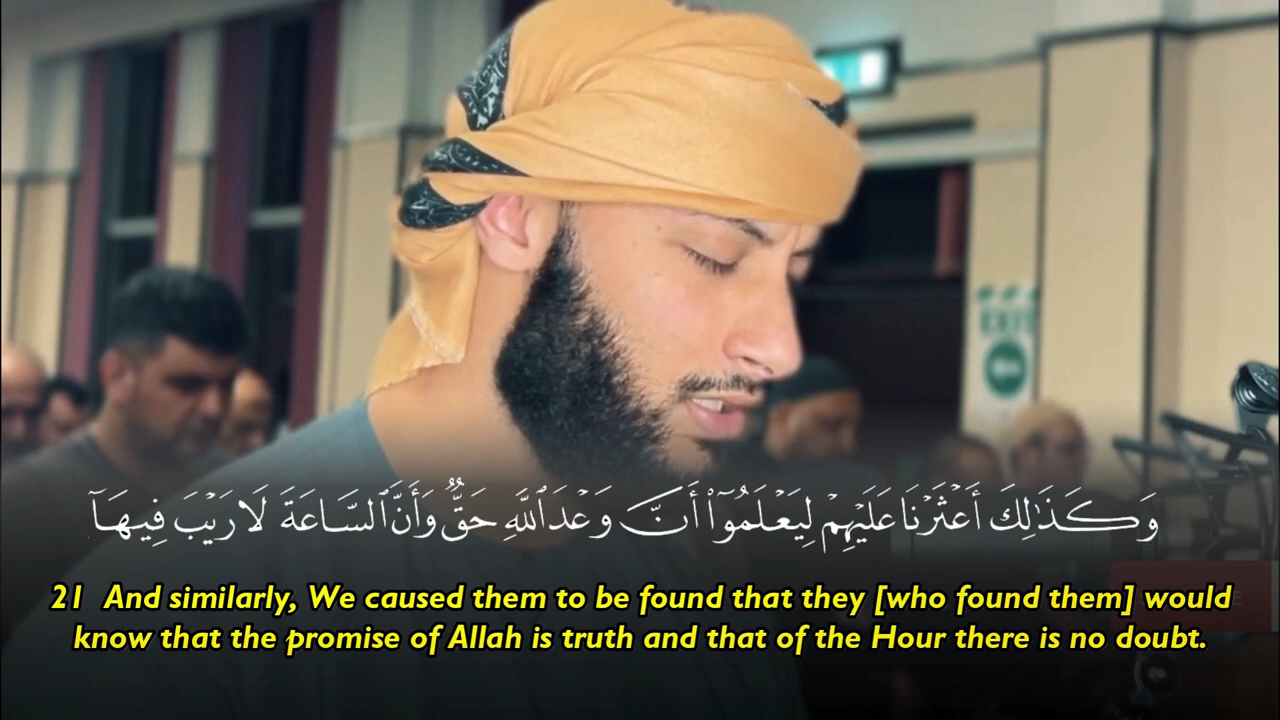 EXIT
وَكَذَٰلِكَ أَعْثَرْنَا عَلَيْهِمْ لِيَعْلَمُوٓا۟ أَنَّ وَعْدَ ٱللَّهِ حَقٌّ وَأَنَّ ٱلسَّاعَةَ لَا رَيْبَ فِيهَآ
21 And similarly, We caused them to be found that they [who found them] would
know that the promise of Allah is truth and that of the Hour there is no doubt.